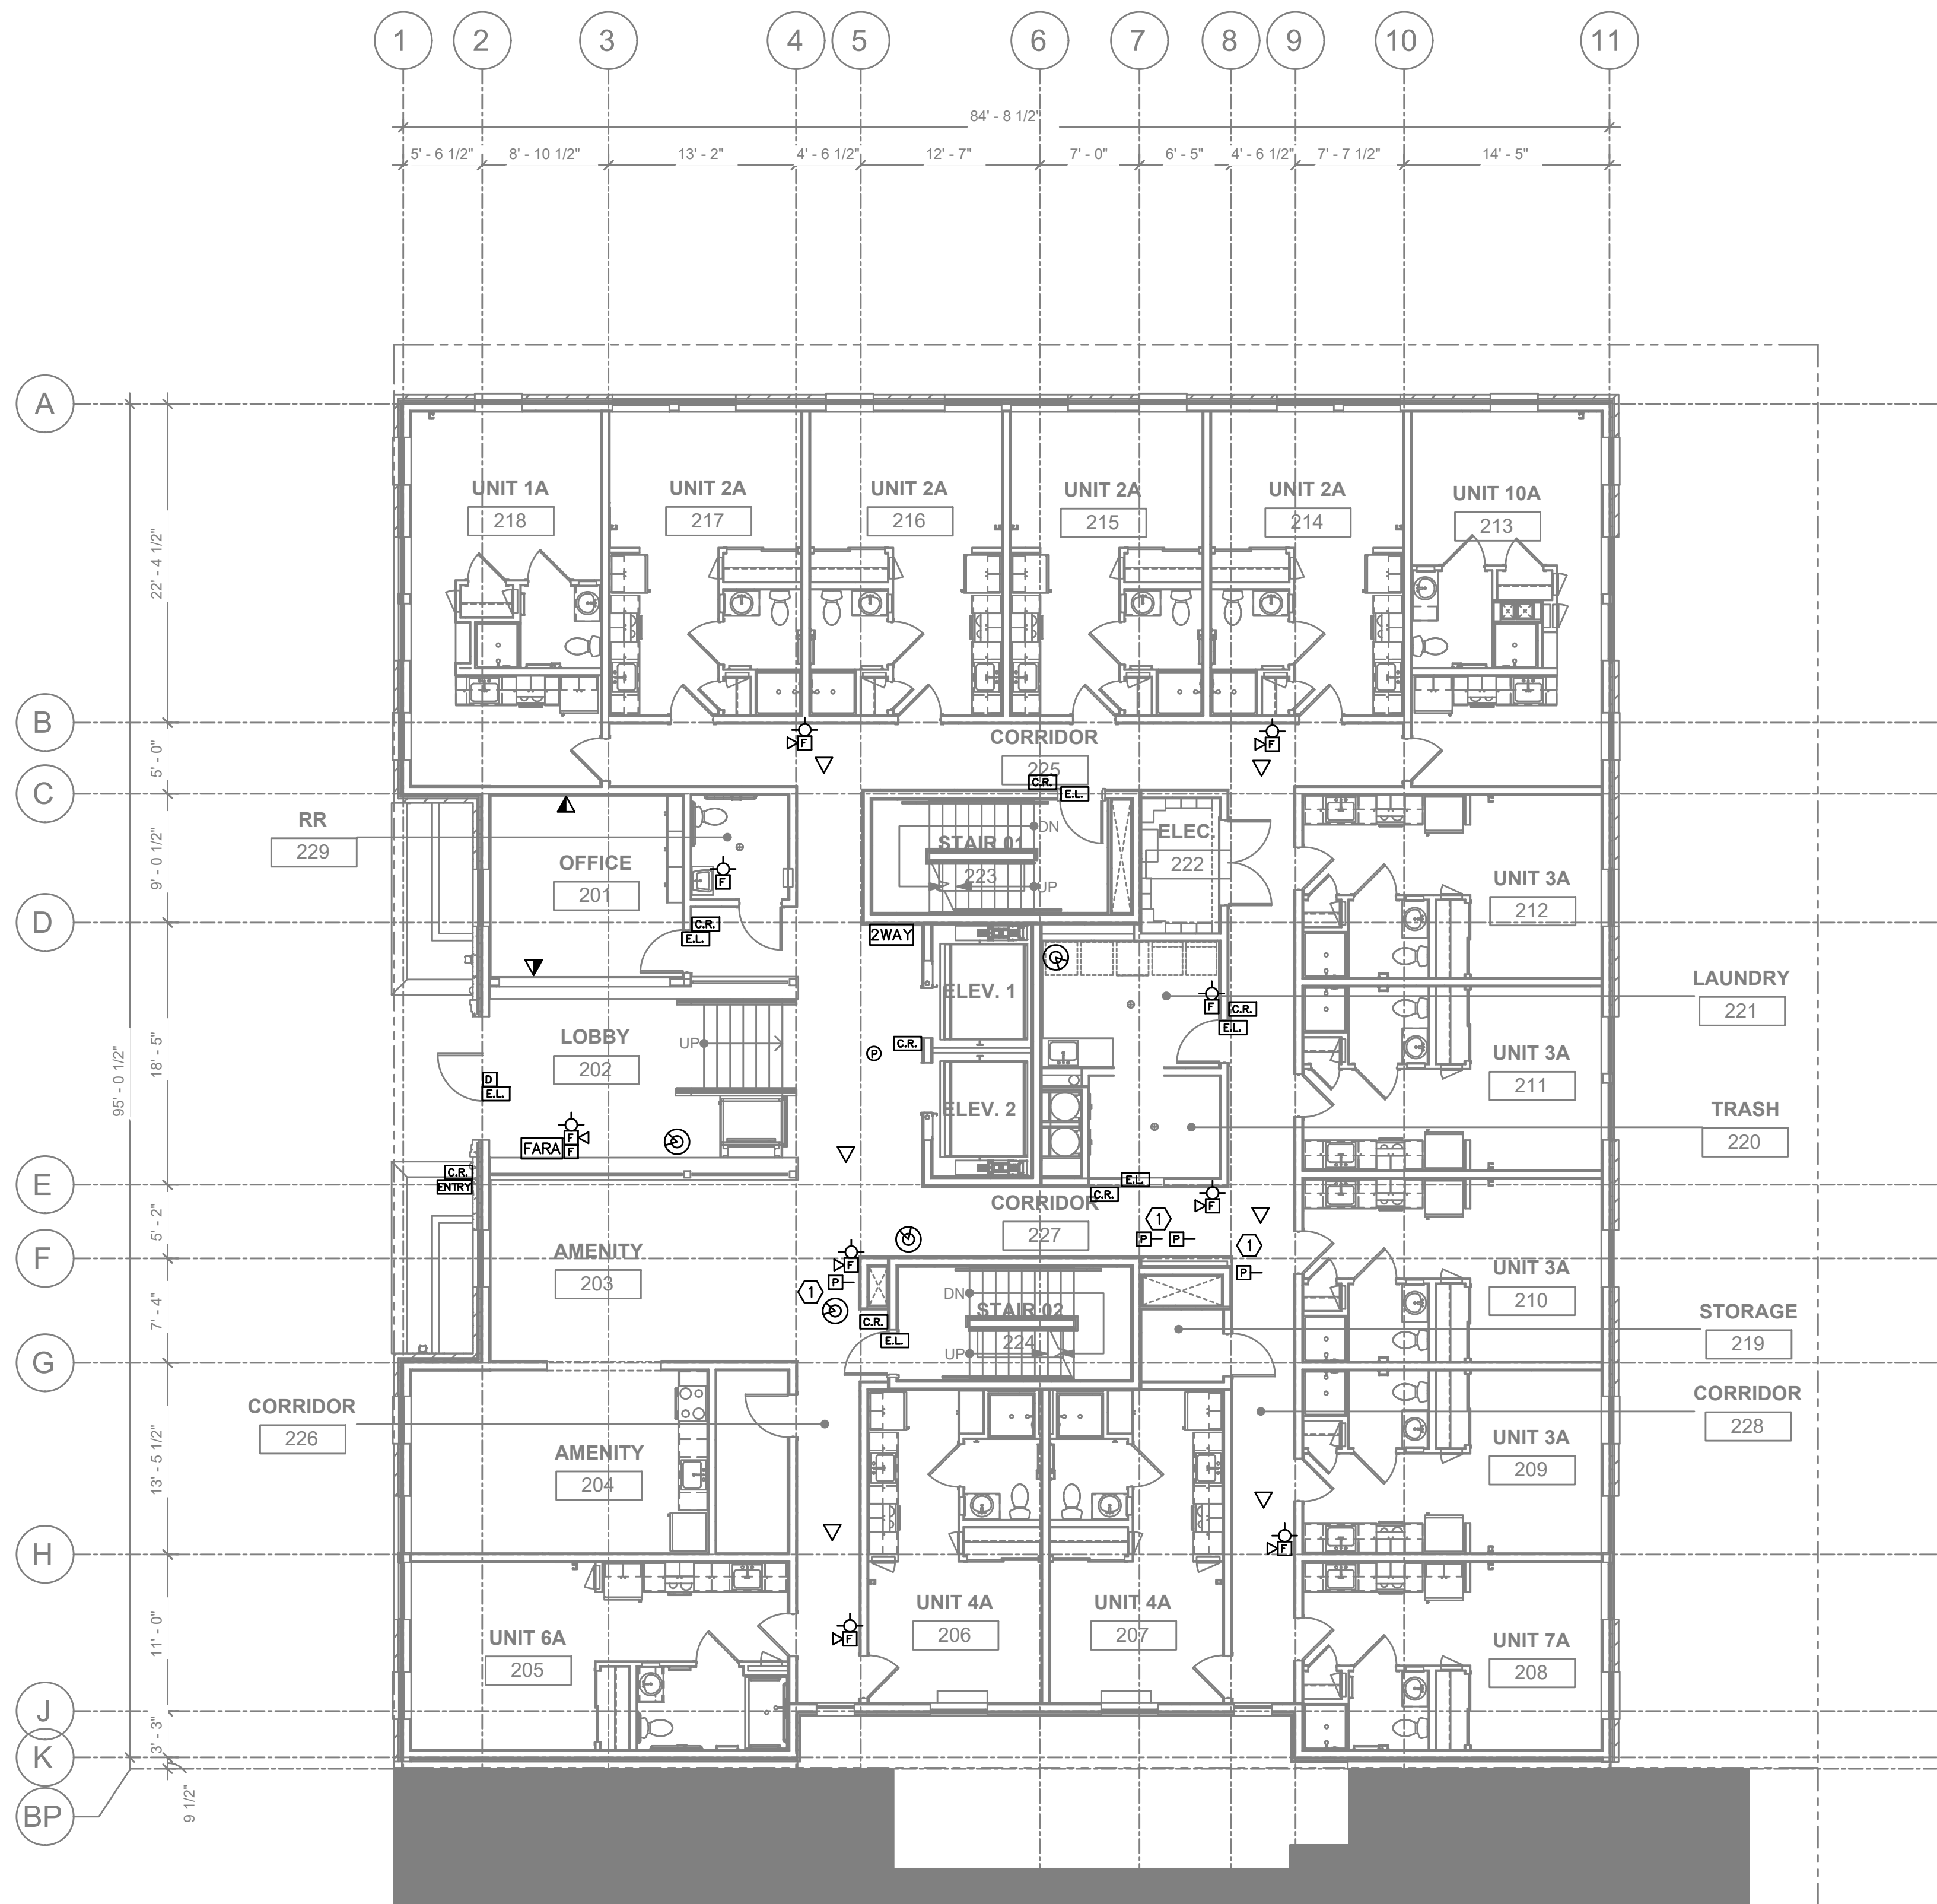 1 2 3 4 5 6 7 8 9 10 11
84' - 8 1/2"
5' - 6 1/2" 8' - 10 1/2" 13' - 2" 4' - 6 1/2" 12' - 7" 7' - 0" 6' - 5" 4' - 6 1/2" 7' - 7 1/2" 14' - 5"
A
UNIT 1A
218
UNIT 2A
217
UNIT 2A
216
UNIT 2A
215
UNIT 2A
214
UNIT 10A
213
22' - 4 1/2"
B
F
F
CORRIDOR
225
5' - 0"
C.R.
E.L.
C
RR
229
OFFICE
201
F
C.R.
E.L.
9' - 0 1/2"
STAIR 01
223
DN
UP
ELEC.
222
UNIT 3A
212
D
2WAY
ELEV. 1
LAUNDRY
221
F
C.R.
E.L.
LOBBY
202
UP
P
C.R.
UNIT 3A
211
18' - 5"
95' - 0 1/2"
D
E.L.
ELEV. 2
TRASH
220
FARA
F
F
C.R.
ENTRY
E
E.L.
C.R.
F
CORRIDOR
227
1
P
P
1
P
5' - 2"
F
AMENITY
203
F
P
1
UNIT 3A
210
7' - 4"
DN
STAIR 02
224
UP
C.R.
E.L.
STORAGE
219
G
CORRIDOR
226
CORRIDOR
228
AMENITY
204
UNIT 3A
209
13' - 5 1/2"
F
H
UNIT 4A
206
UNIT 4A
207
F
UNIT 6A
205
UNIT 7A
208
11' - 0"
J
3' - 3"
K
9 1/2"
BP